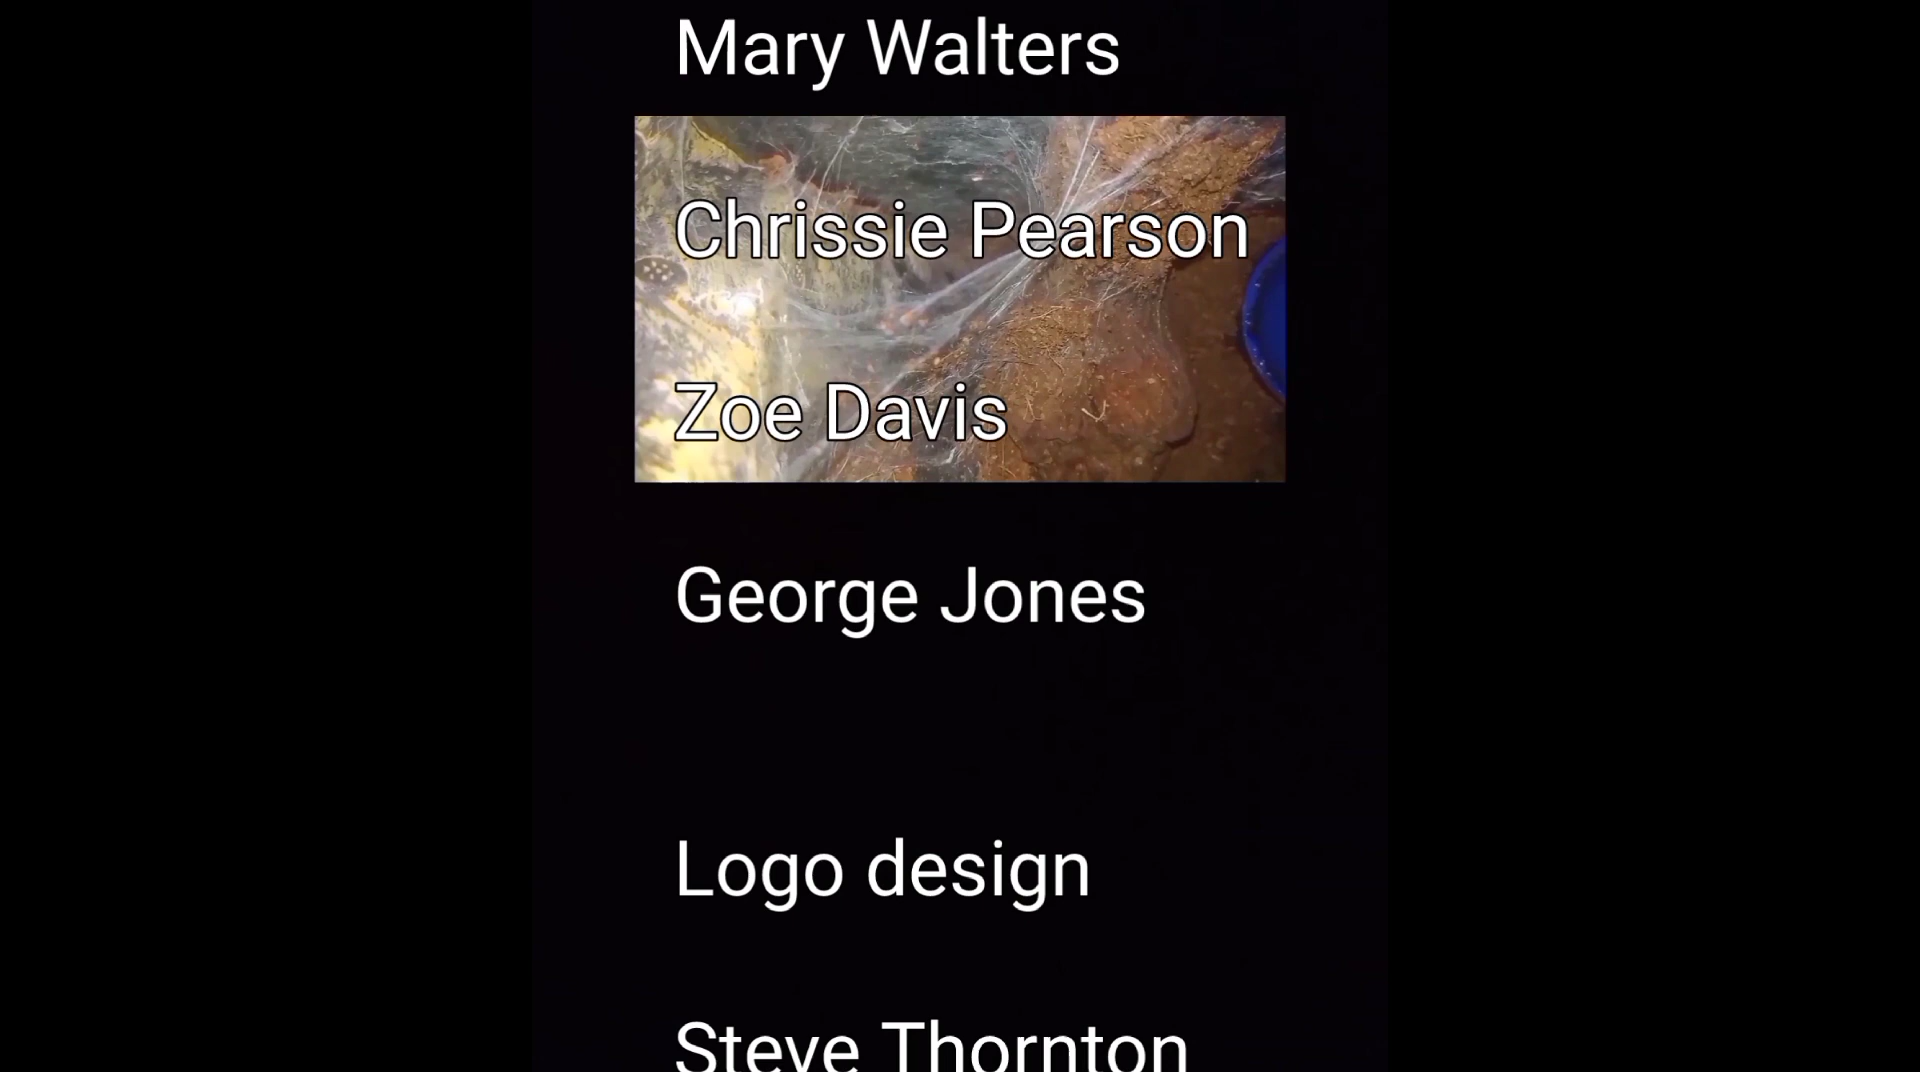 Mary Walters
Chrissie Pearson
Zoe Davis
George Jones
Logo design
Steve Thornton